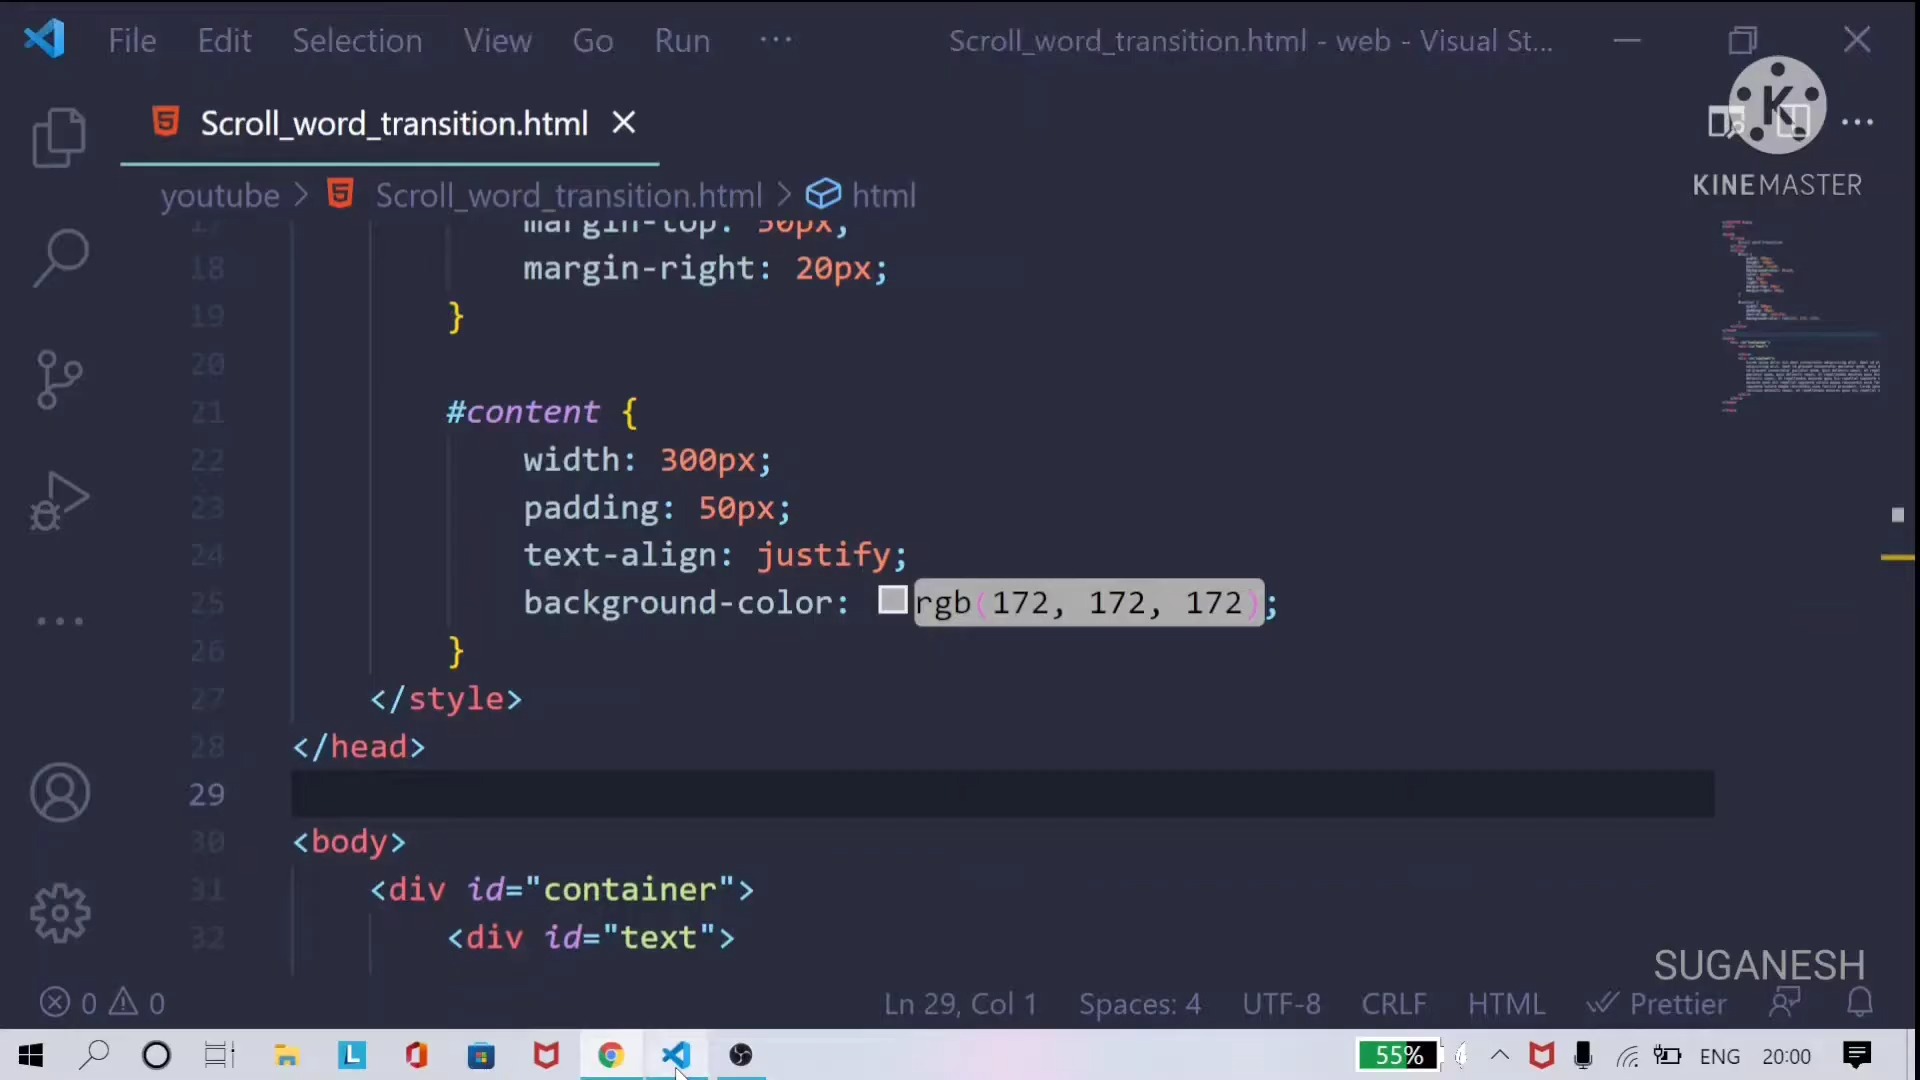 File Edit Selection View Go Run ··· Scroll_word_transition.html - web - Visual St...
Scroll_word_transition.html
K
KINEMASTER
youtube > Scroll_word_transition.html > html
17 margin-top: 50px;
18 margin-right: 20px;
19 }
20
21 #content {
22 width: 300px;
23 padding: 50px;
24 text-align: justify;
25 background-color: rgb(172, 172, 172);
26 }
27 </style>
28 </head>
29
30 <body>
31 <div id="container">
32 <div id="text">
SUGANESH
0 0 Ln 29, Col 1 Spaces: 4 UTF-8 CRLF HTML Prettier
L 55% ENG 20:00